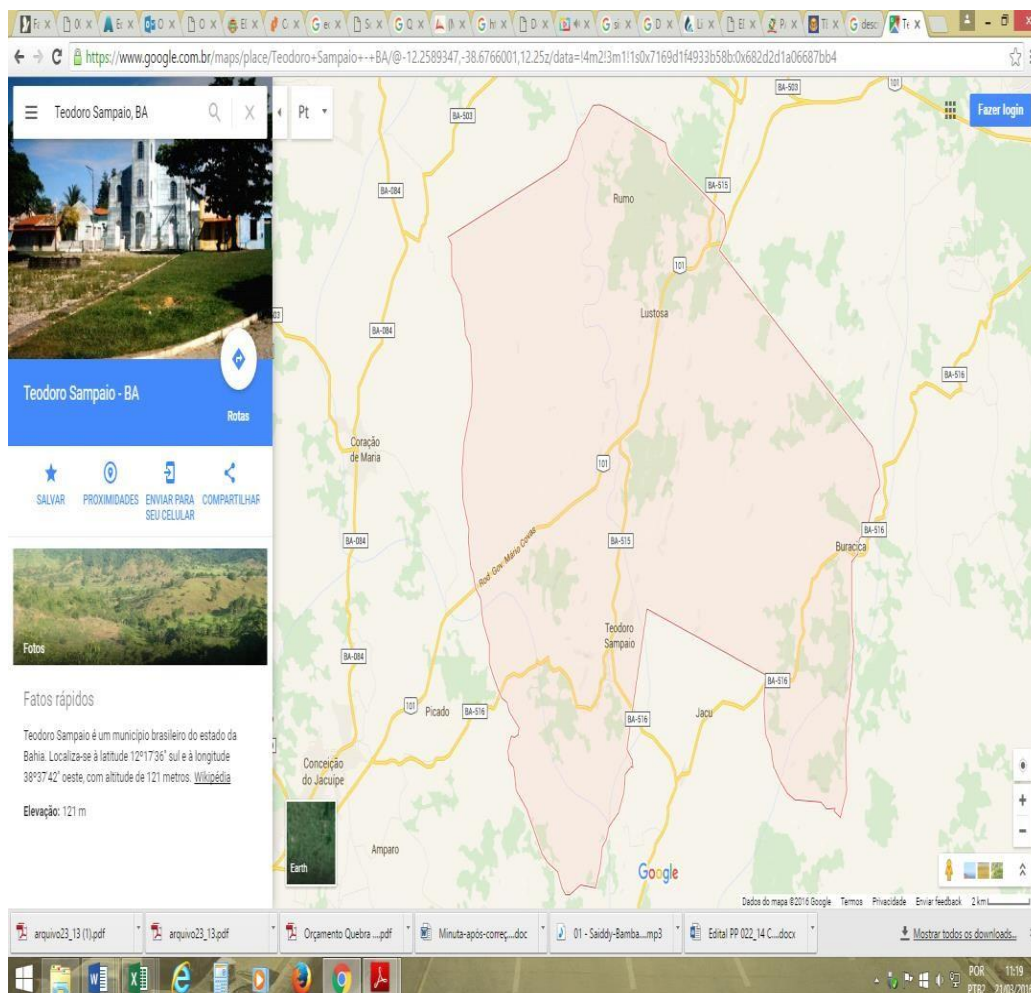 https://www.google.com.br/maps/place/Teodoro+Sampaio+-+BA/@-12.2589347,-38.6766001,12.25z/data=!4m2!3m1!1s0x7169d1f4933b58b:0x682d2d1a06687bb4
Teodoro Sampaio, BA
Pt
Fazer login
Teodoro Sampaio - BA
Rotas
SALVAR
PROXIMIDADES
ENVIAR PARA
SEU CELULAR
COMPARTILHAR
Fotos
Fatos rápidos
Teodoro Sampaio é um município brasileiro do estado da
Bahia. Localiza-se à latitude 12º17'36" sul e à longitude
38º37'42" oeste, com altitude de 121 metros. Wikipédia
Elevação: 121 m
BA-503
BA-503
101
BA-084
BA-515
Rumo
101
Lustosa
BA-084
BA-516
Coração
de Maria
101
BA-084
Rod. Gov. Mário Covas
BA-515
BA-516
Buracica
Teodoro
Sampaio
BA-084
BA-516
101
Picado
BA-516
BA-516
Jacu
Conceição
do Jacuípe
Amparo
Earth
Google
Dados do mapa ©2016 Google
Termos
Privacidade
Enviar feedback
2 km
arquivo23_13 (1).pdf
arquivo23_13.pdf
Orçamento Quebra ....pdf
Minuta-após-correç....doc
01 - Saiddy-Bamba....mp3
Edital PP 022_14 C....docx
Mostrar todos os downloads...
POR
PTB2
11:19
21/03/2016